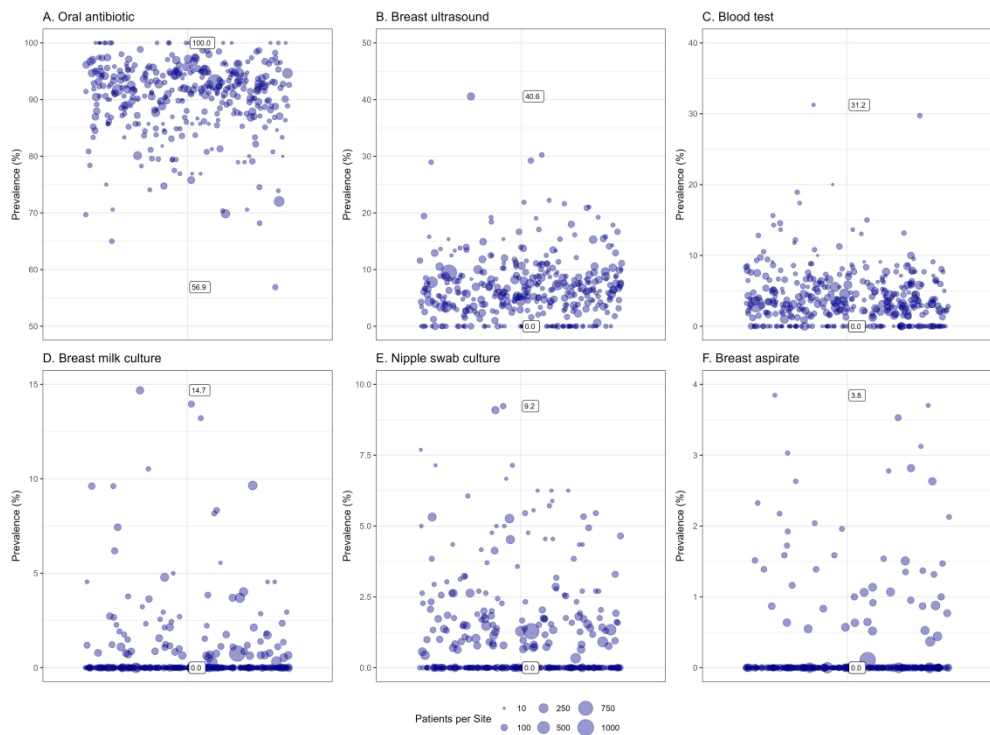 A. Oral antibiotic
B. Breast ultrasound
C. Blood test
Prevalence (%)
100
90
80
70
60
50
100.0
56.9
Prevalence (%)
50
40
30
20
10
0
40.6
0.0
Prevalence (%)
40
30
20
10
0
31.2
0.0
D. Breast milk culture
E. Nipple swab culture
F. Breast aspirate
Prevalence (%)
15
10
5
0
14.7
0.0
Prevalence (%)
10.0
7.5
5.0
2.5
0.0
9.2
0.0
Prevalence (%)
4
3
2
1
0
3.8
0.0
Patients per Site
10 250 750
100 500 1000